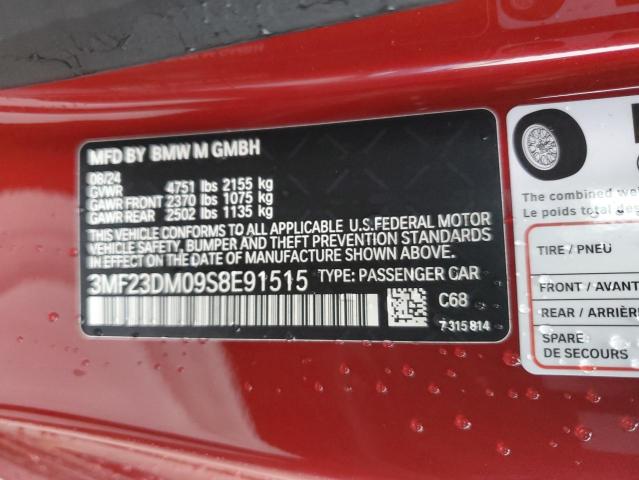 MFD BY BMW M GMBH
08/24
GVWR 4751 lbs 2155 kg
GAWR FRONT 2370 lbs 1075 kg
GAWR REAR 2502 lbs 1135 kg
THIS VEHICLE CONFORMS TO ALL APPLICABLE U.S.FEDERAL MOTOR
VEHICLE SAFETY, BUMPER AND THEFT PREVENTION STANDARDS
IN EFFECT ON THE DATE OF MANUFACTURE SHOWN ABOVE.
3MF23DM09S8E91515 TYPE: PASSENGER CAR
C68
7 315 814
The combined w
Le poids total des
TIRE / PNEU
FRONT / AVANT
REAR / ARRIÈR
SPARE
DE SECOURS